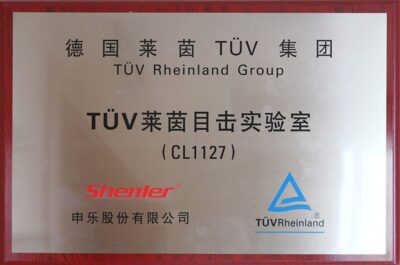 德国莱茵 TÜV 集团
TÜV Rheinland Group
TÜV莱茵目击实验室
(CL1127)
Shenler
申乐股份有限公司
TÜVRheinland®